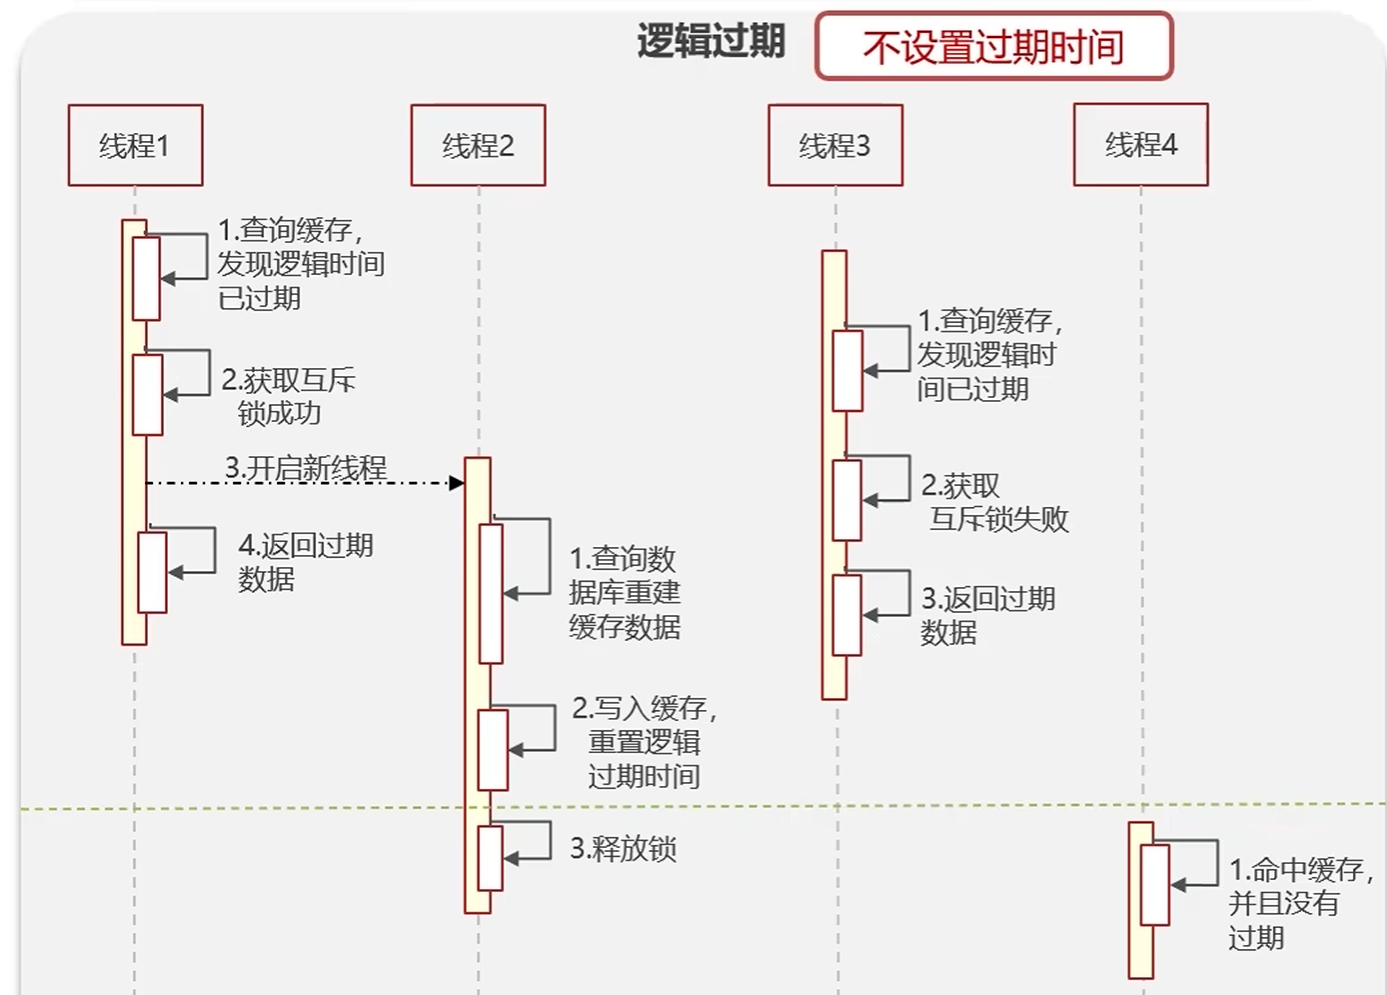 逻辑过期
不设置过期时间
线程1
线程2
线程3
线程4
1.查询缓存，
发现逻辑时间
已过期
2.获取互斥
锁成功
3.开启新线程
4.返回过期
数据
1.查询数
据库重建
缓存数据
2.写入缓存，
重置逻辑
过期时间
3.释放锁
1.查询缓存，
发现逻辑时
间已过期
2.获取
互斥锁失败
3.返回过期
数据
1.命中缓存，
并且没有
过期